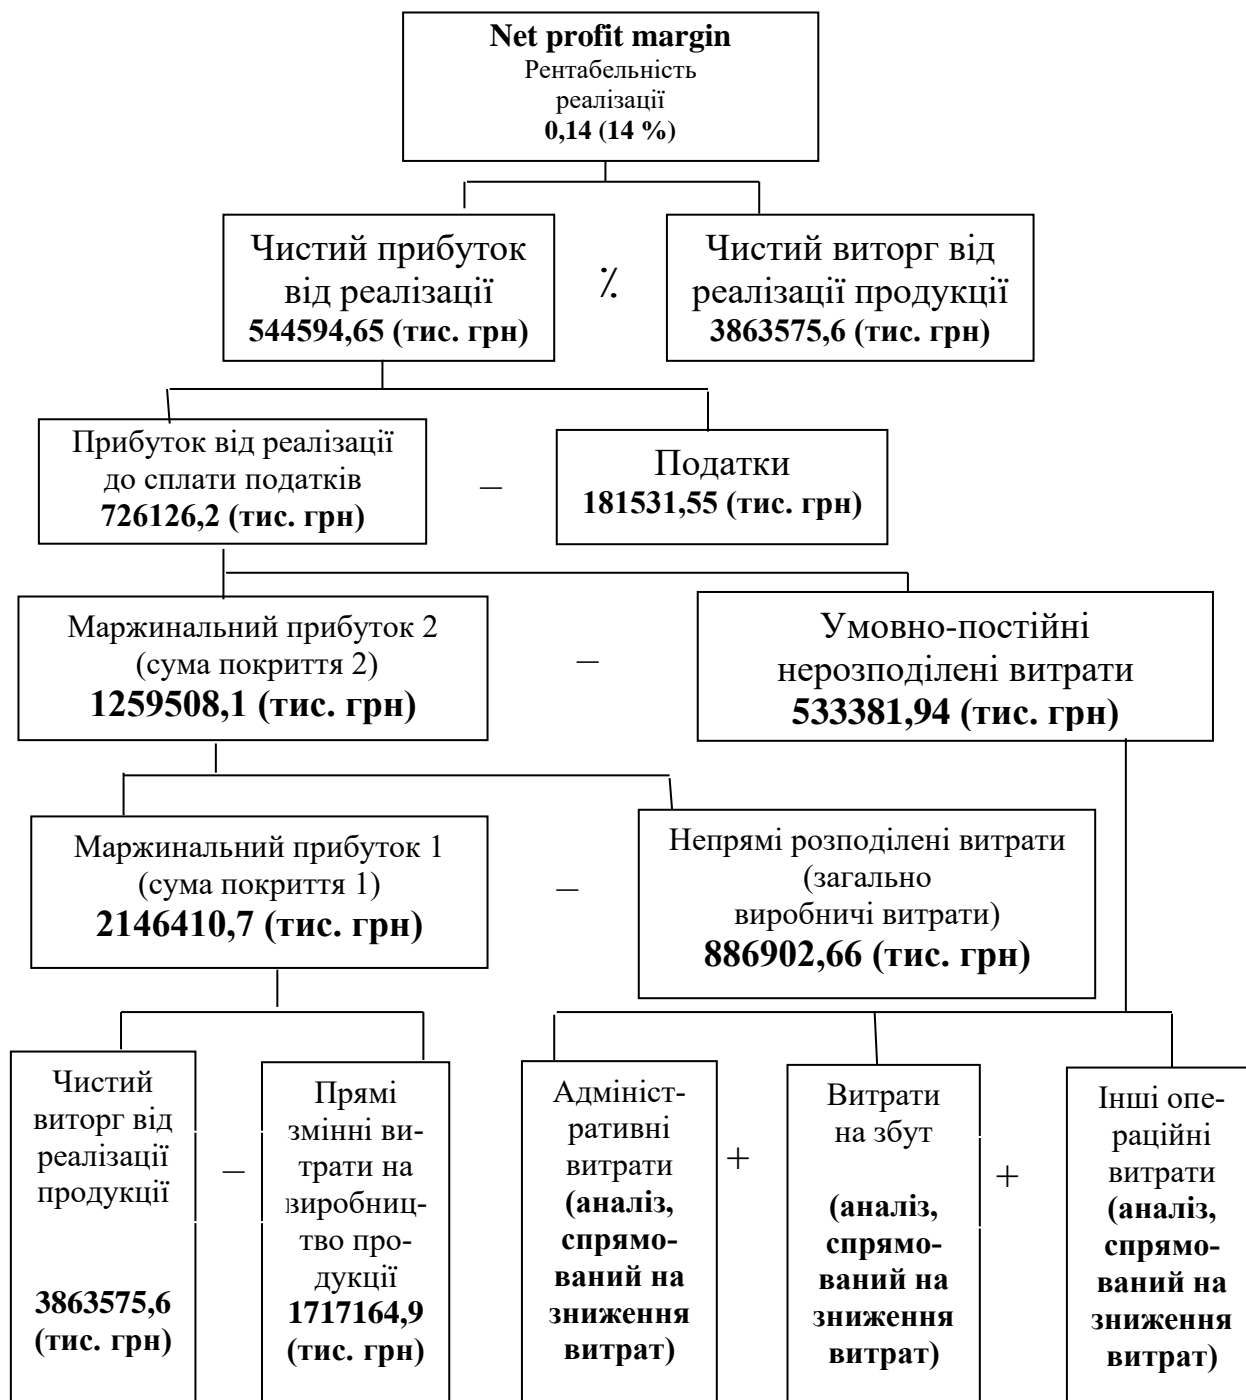 Net profit margin
Рентабельність
реалізації
0,14 (14 %)
Чистий прибуток
від реалізації
544594,65 (тис. грн)
⁒
Чистий виторг від
реалізації продукції
3863575,6 (тис. грн)
Прибуток від реалізації
до сплати податків
726126,2 (тис. грн)
–
Податки
181531,55 (тис. грн)
Маржинальний прибуток 2
(сума покриття 2)
1259508,1 (тис. грн)
–
Умовно-постійні
нерозподілені витрати
533381,94 (тис. грн)
Маржинальний прибуток 1
(сума покриття 1)
2146410,7 (тис. грн)
–
Непрямі розподілені витрати
(загально
виробничі витрати)
886902,66 (тис. грн)
Чистий
виторг від
реалізації
продукції
3863575,6
(тис. грн)
–
Прямі
змінні ви-
трати на
виробниц-
тво про-
дукції
1717164,9
(тис. грн)
Адмініст-
ративні
витрати
(аналіз,
спрямо-
ваний на
зниження
витрат)
+
Витрати
на збут
(аналіз,
спрямо-
ваний на
зниження
витрат)
+
Інші опе-
раційні
витрати
(аналіз,
спрямо-
ваний на
зниження
витрат)